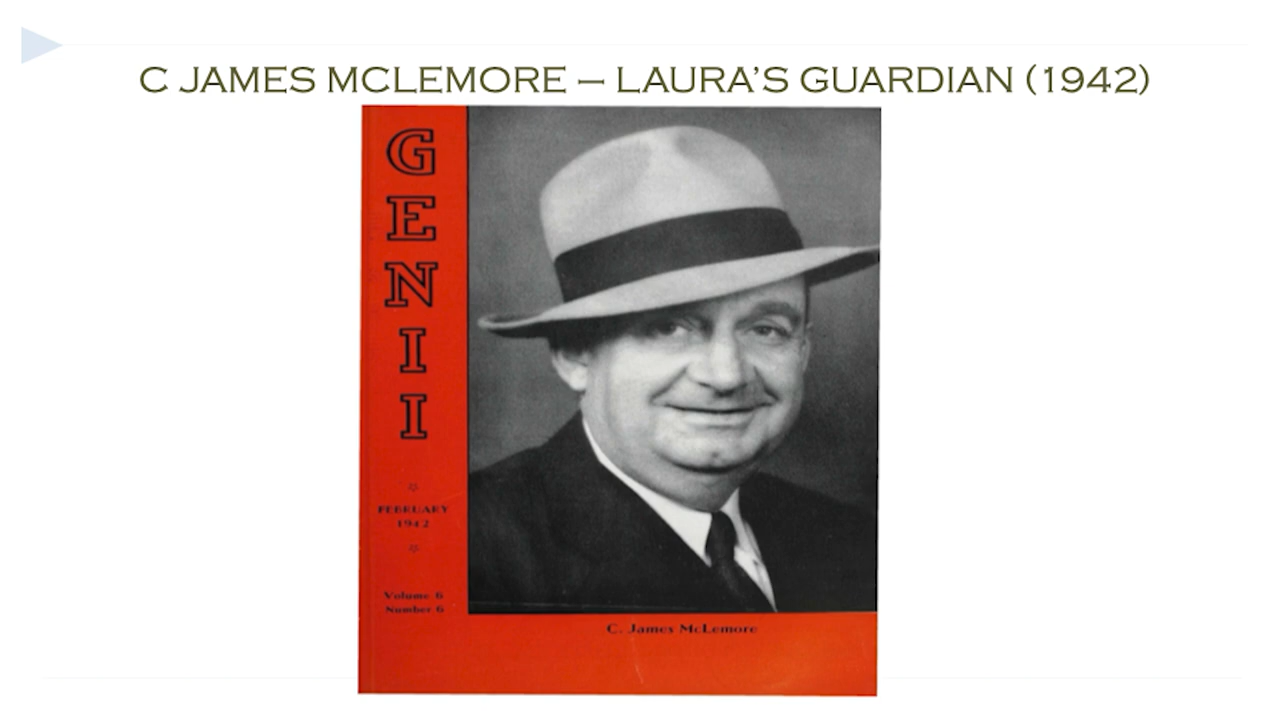 C JAMES MCLEMORE – LAURA'S GUARDIAN (1942)
GENII
FEBRUARY
1942
Volume 6
Number 6
C. James McLemore